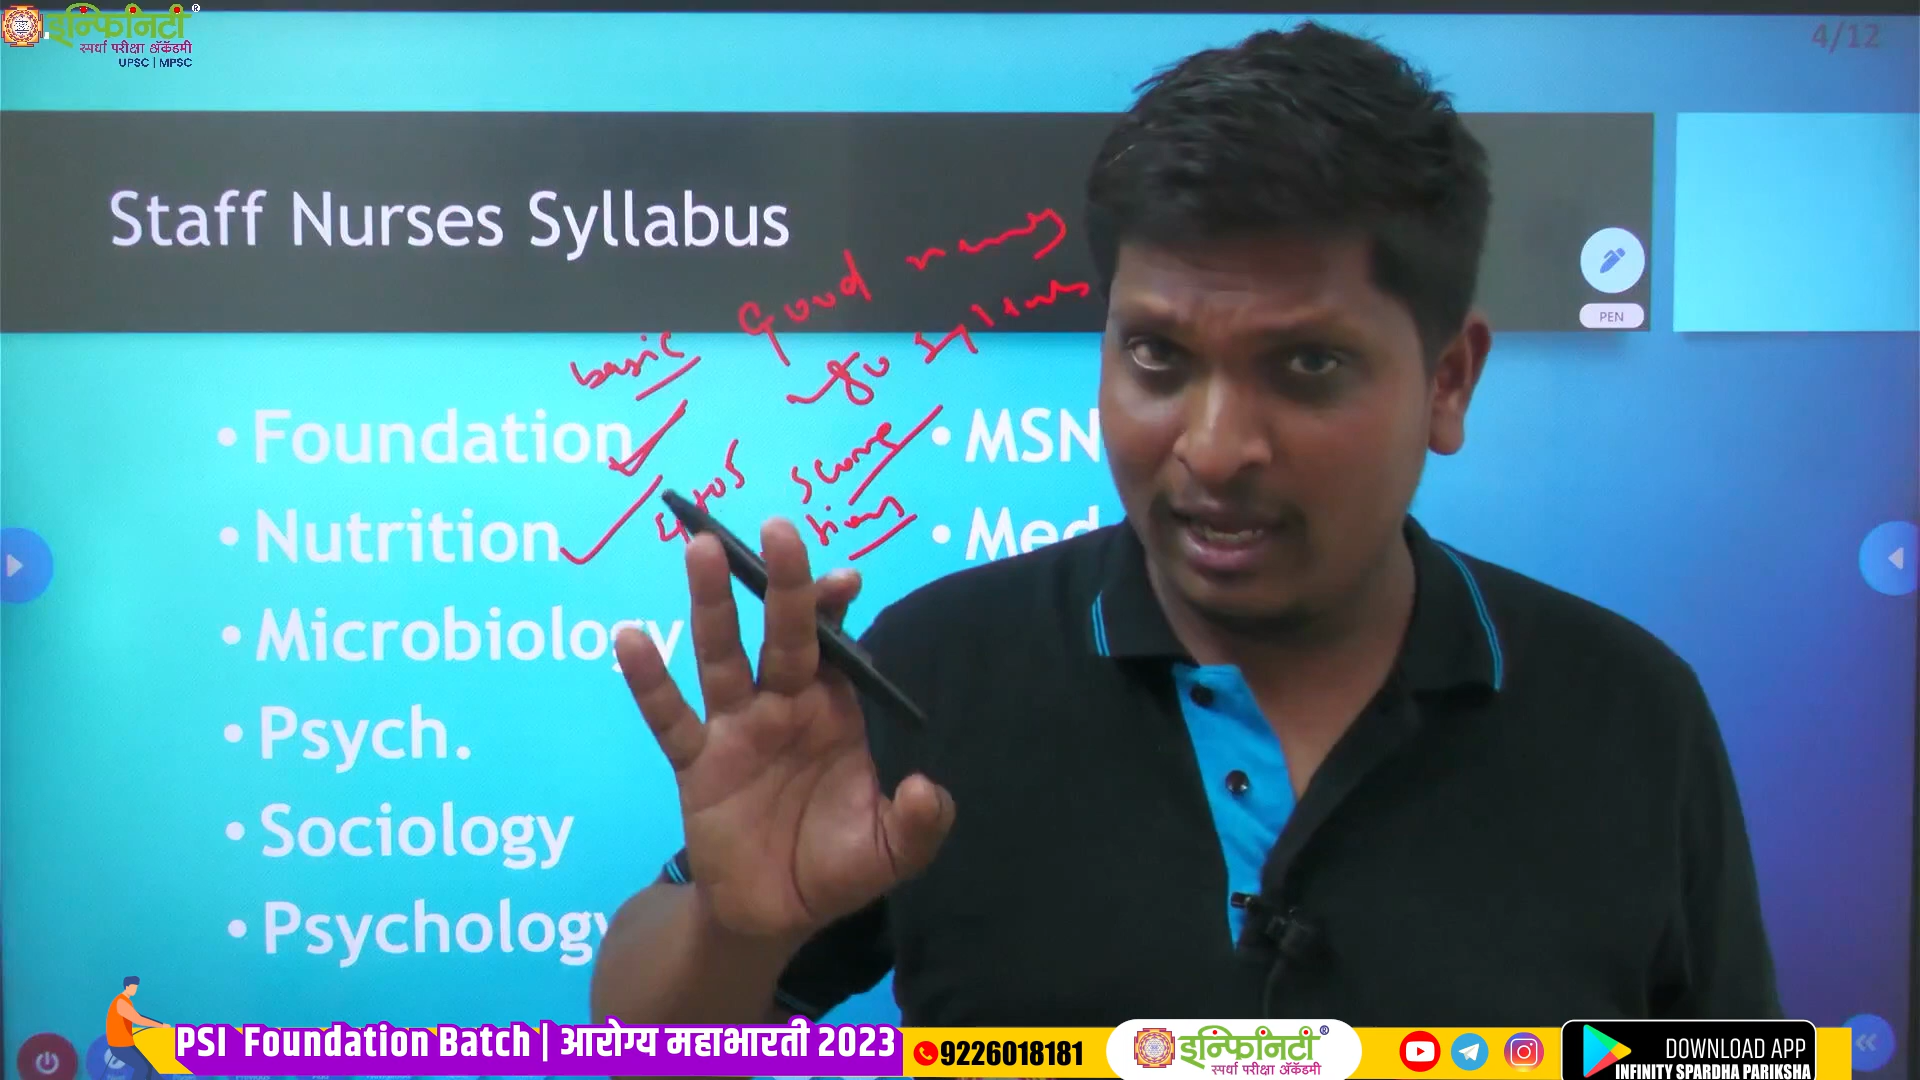 इन्फिनिटी
स्पर्धा परीक्षा ॲकॅडमी
UPSC | MPSC
4/12
Staff Nurses Syllabus
PEN
Good
basic
• Foundation
• MSN
score
• Nutrition
• Med
• Microbiology
• Psych.
• Sociology
• Psychology
PSI Foundation Batch | आरोग्य महाभारती 2023
9226018181
इन्फिनिटी
स्पर्धा परीक्षा ॲकॅडमी
DOWNLOAD APP
INFINITY SPARDHA PARIKSHA